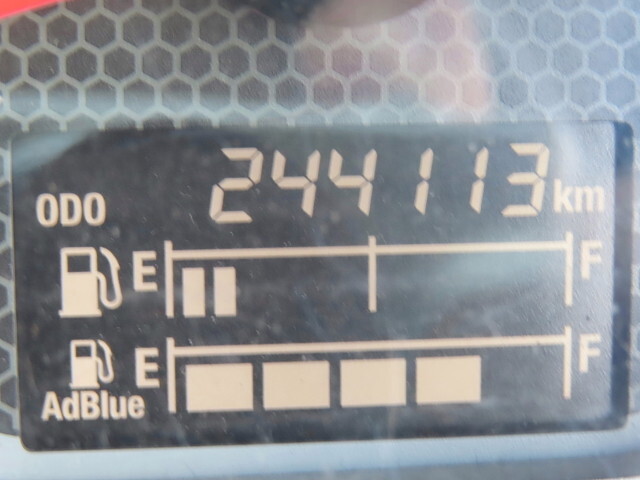 ODO 244113 km
E F
E F
AdBlue